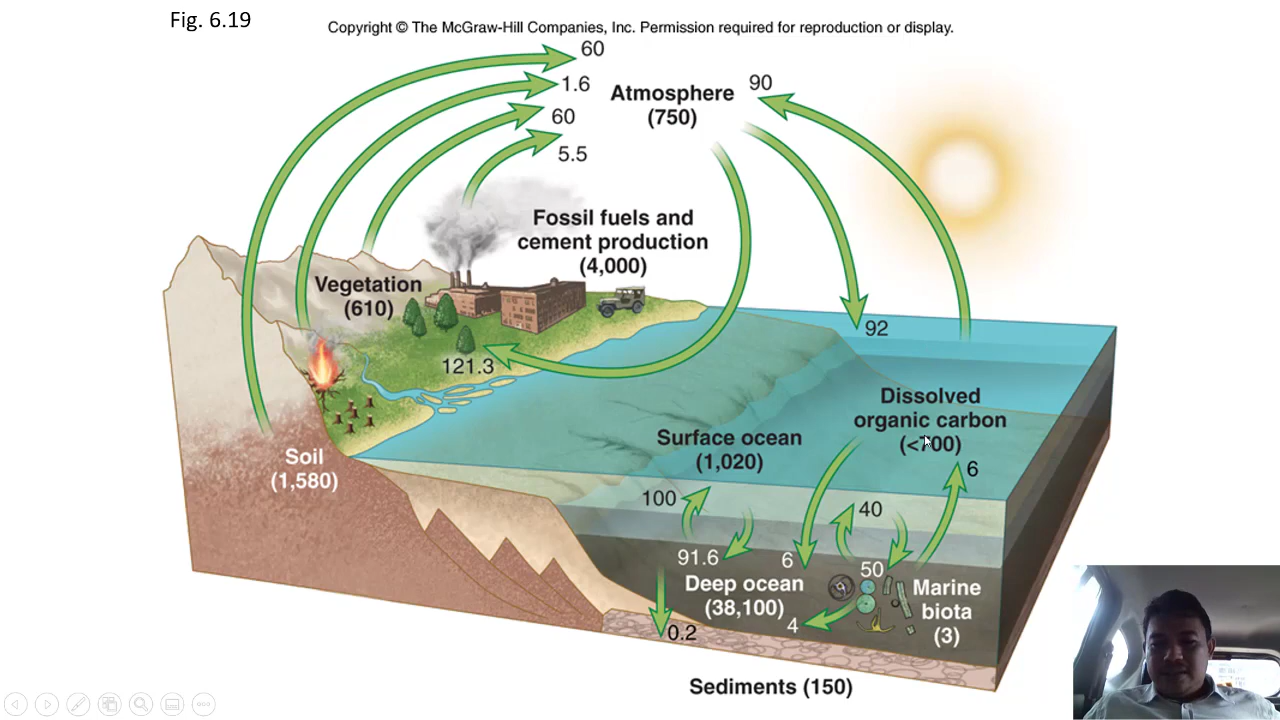 Fig. 6.19
Copyright © The McGraw-Hill Companies, Inc. Permission required for reproduction or display.
60
1.6
60
5.5
Atmosphere
(750)
90
Fossil fuels and
cement production
(4,000)
Vegetation
(610)
121.3
92
Dissolved
organic carbon
(<700)
Surface ocean
(1,020)
Soil
(1,580)
100
40
6
91.6
6
50
Deep ocean
(38,100)
Marine
biota
(3)
4
0.2
Sediments (150)